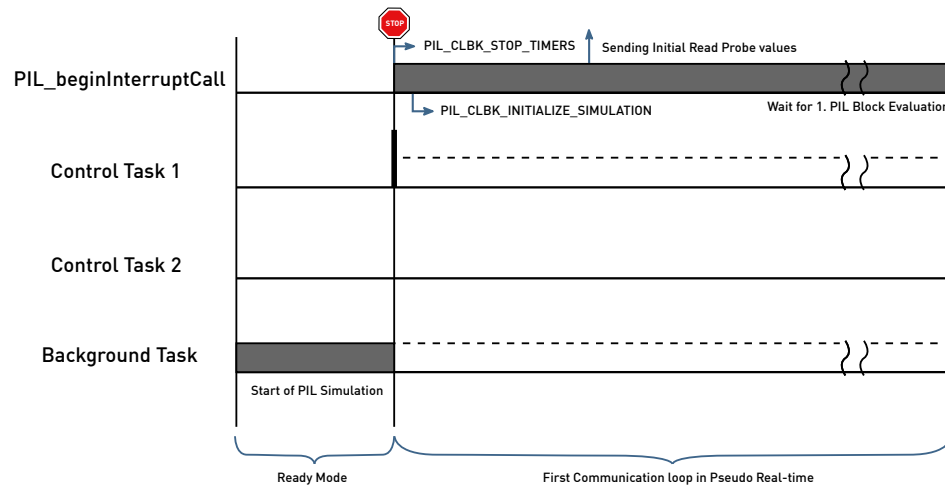 STOP
PIL_CLBK_STOP_TIMERS
Sending Initial Read Probe values
PIL_beginInterruptCall
PIL_CLBK_INITIALIZE_SIMULATION
Wait for 1. PIL Block Evaluation
Control Task 1
Control Task 2
Background Task
Start of PIL Simulation
Ready Mode
First Communication loop in Pseudo Real-time